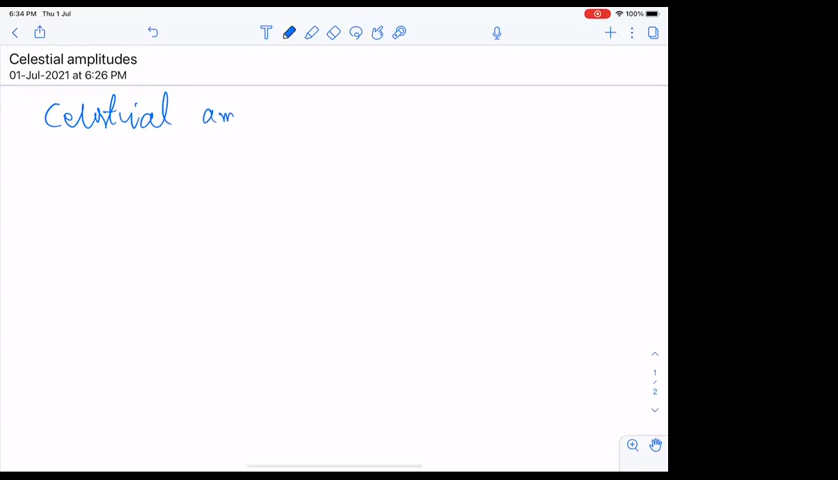 6:34 PM Thu 1 Jul 100%
T
Celestial amplitudes
01-Jul-2021 at 6:26 PM
Celestial am
1
2